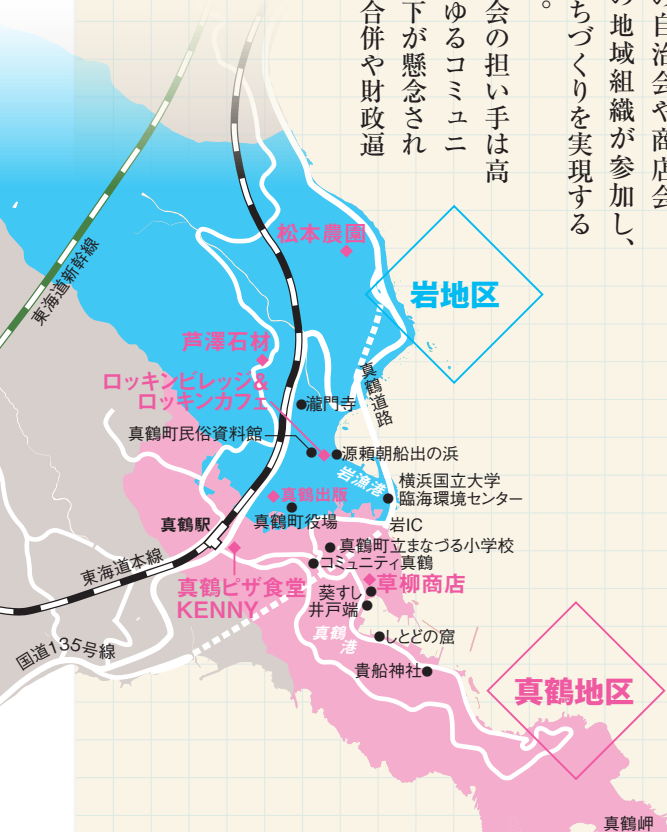 の自治会や商店会
の地域組織が参加し、
ちづくりを実現する
。
会の担い手は高
ゆるコミュニ
下が懸念され
合併や財政逼
東海道新幹線
松本農園
岩地区
芦澤石材
ロッキンビレッジ&
ロッキンカフェ
瀧門寺
真鶴道路
真鶴町民俗資料館
源頼朝船出の浜
岩漁港
横浜国立大学
臨海環境センター
真鶴出版
真鶴町役場
岩IC
真鶴駅
真鶴町立まなづる小学校
コミュニティ真鶴
東海道本線
真鶴ピザ食堂
KENNY
草柳商店
葵すし
井戸端
真鶴
港
しとどの窟
国道135号線
貴船神社
真鶴地区
真鶴岬